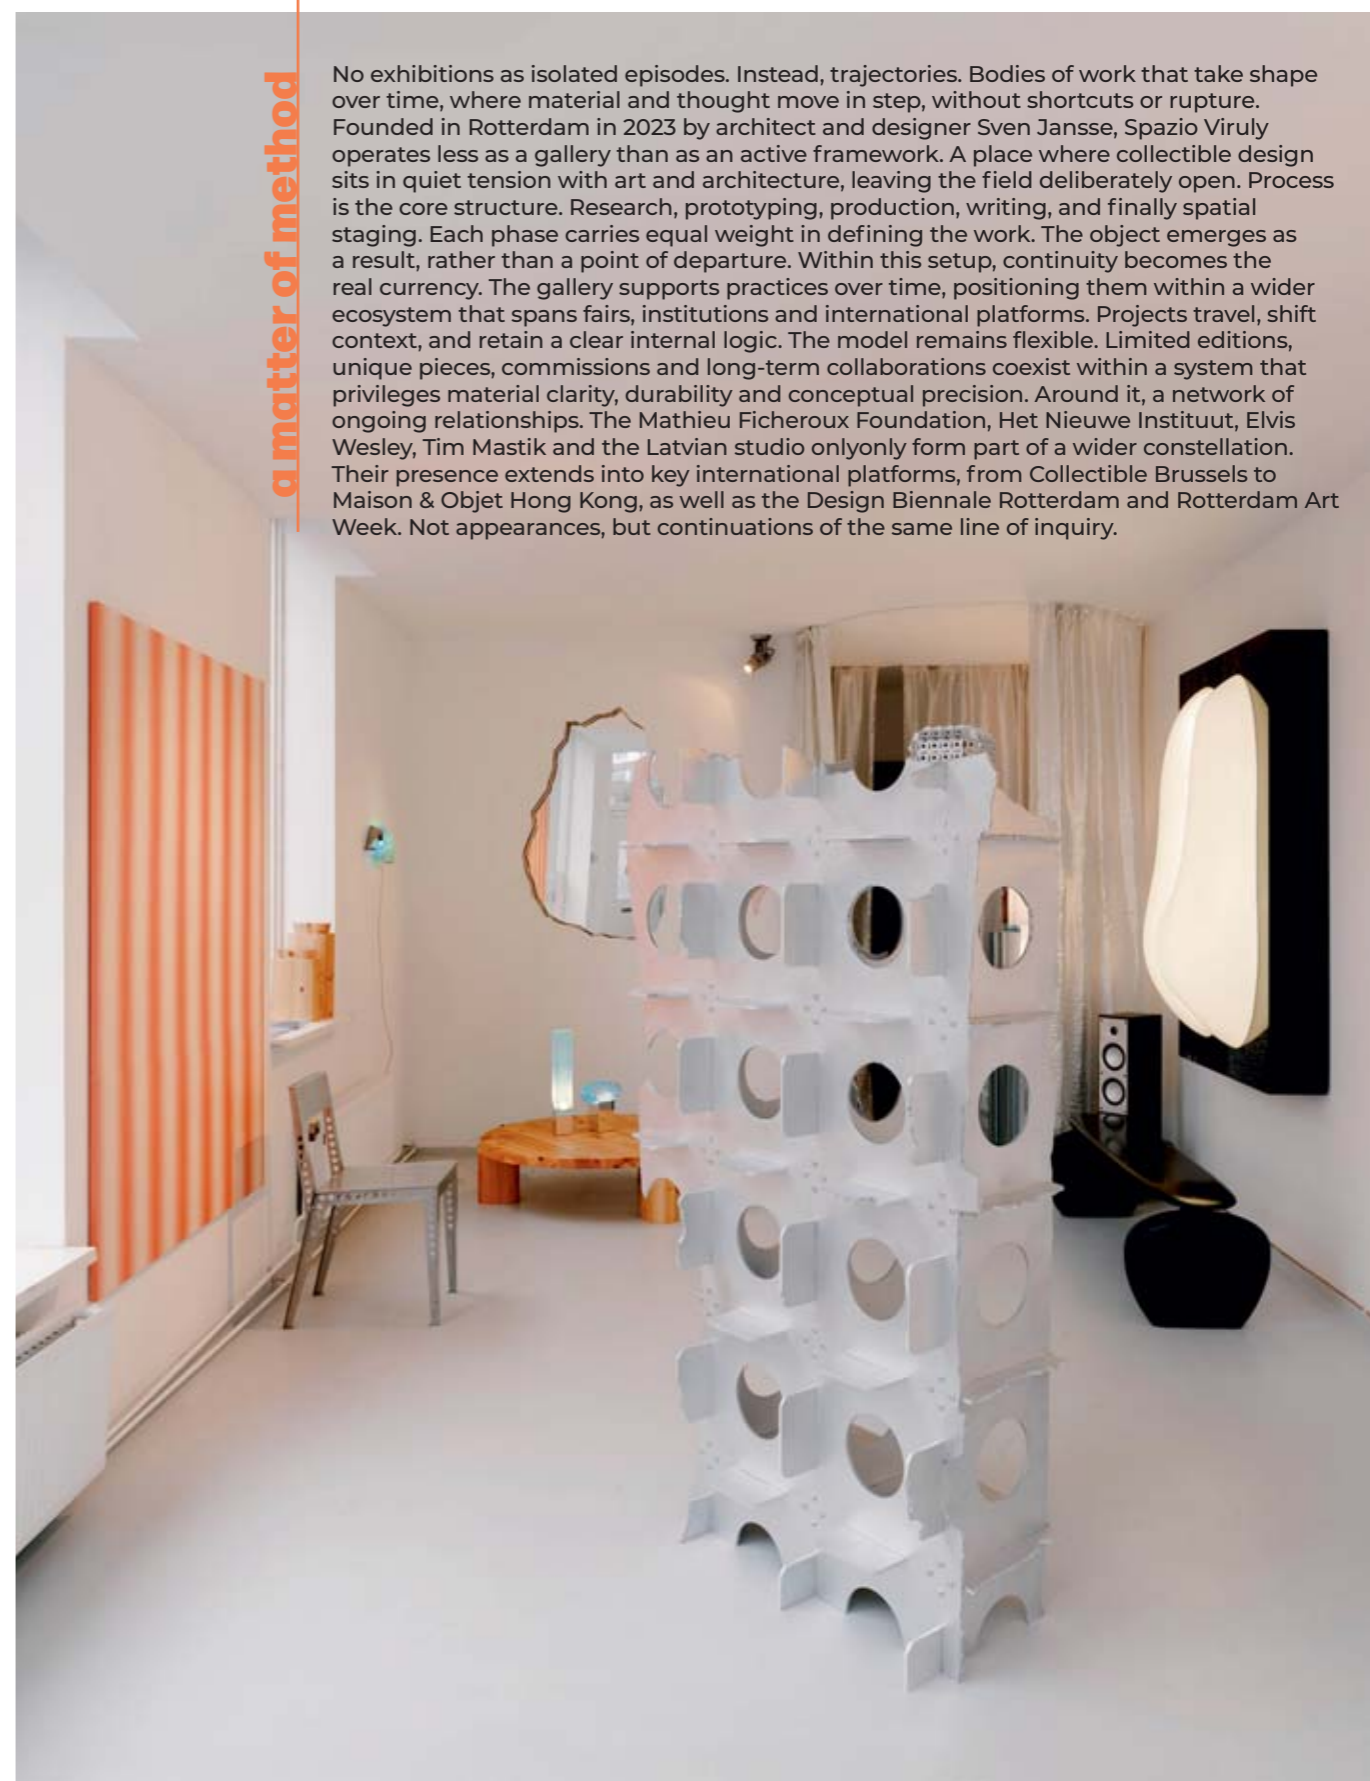 a matter of method
No exhibitions as isolated episodes. Instead, trajectories. Bodies of work that take shape
over time, where material and thought move in step, without shortcuts or rupture.
Founded in Rotterdam in 2023 by architect and designer Sven Jansse, Spazio Viruly
operates less as a gallery than as an active framework. A place where collectible design
sits in quiet tension with art and architecture, leaving the field deliberately open. Process
is the core structure. Research, prototyping, production, writing, and finally spatial
staging. Each phase carries equal weight in defining the work. The object emerges as
a result, rather than a point of departure. Within this setup, continuity becomes the
real currency. The gallery supports practices over time, positioning them within a wider
ecosystem that spans fairs, institutions and international platforms. Projects travel, shift
context, and retain a clear internal logic. The model remains flexible. Limited editions,
unique pieces, commissions and long-term collaborations coexist within a system that
privileges material clarity, durability and conceptual precision. Around it, a network of
ongoing relationships. The Mathieu Ficheroux Foundation, Het Nieuwe Instituut, Elvis
Wesley, Tim Mastik and the Latvian studio onlyonly form part of a wider constellation.
Their presence extends into key international platforms, from Collectible Brussels to
Maison & Objet Hong Kong, as well as the Design Biennale Rotterdam and Rotterdam Art
Week. Not appearances, but continuations of the same line of inquiry.